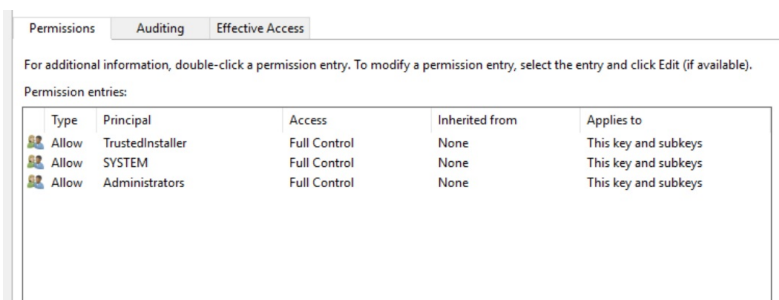 Permissions Auditing Effective Access
For additional information, double-click a permission entry. To modify a permission entry, select the entry and click Edit (if available).
Permission entries:
Type Principal Access Inherited from Applies to
Allow TrustedInstaller Full Control None This key and subkeys
Allow SYSTEM Full Control None This key and subkeys
Allow Administrators Full Control None This key and subkeys